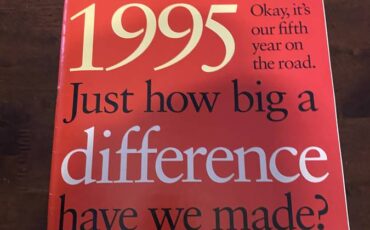 1995
Okay, it's
our fifth
year on
the road.
Just how big a
difference
have we made?